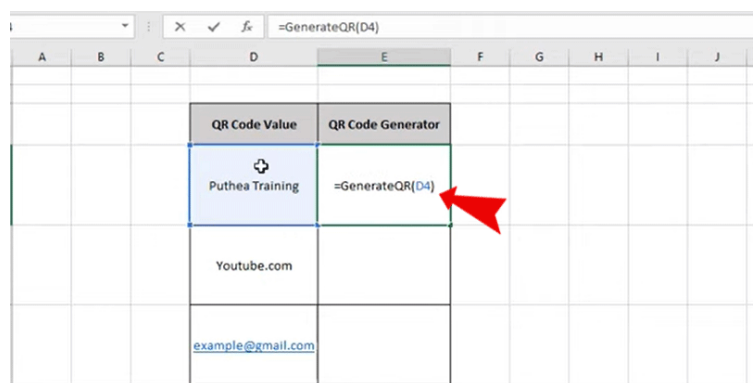 =GenerateQR(D4)
A B C D E F G H I J
QR Code Value QR Code Generator
Puthea Training =GenerateQR(D4)
Youtube.com
example@gmail.com